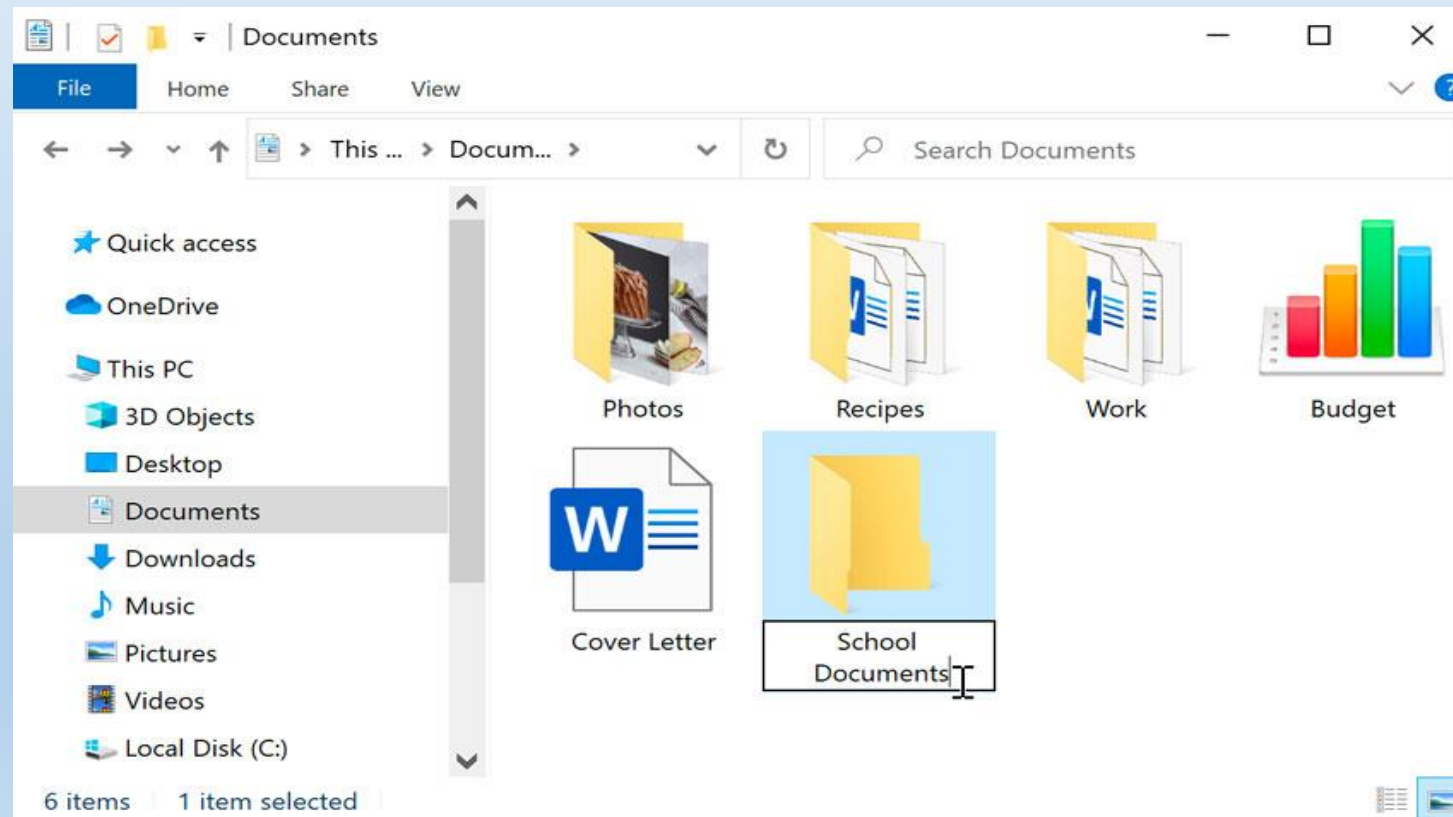 Documents
File Home Share View
This ... Docum... Search Documents
Quick access
OneDrive
This PC
3D Objects
Desktop
Documents
Downloads
Music
Pictures
Videos
Local Disk (C:)
Photos Recipes Work Budget
W
Cover Letter
School
Documents
6 items 1 item selected